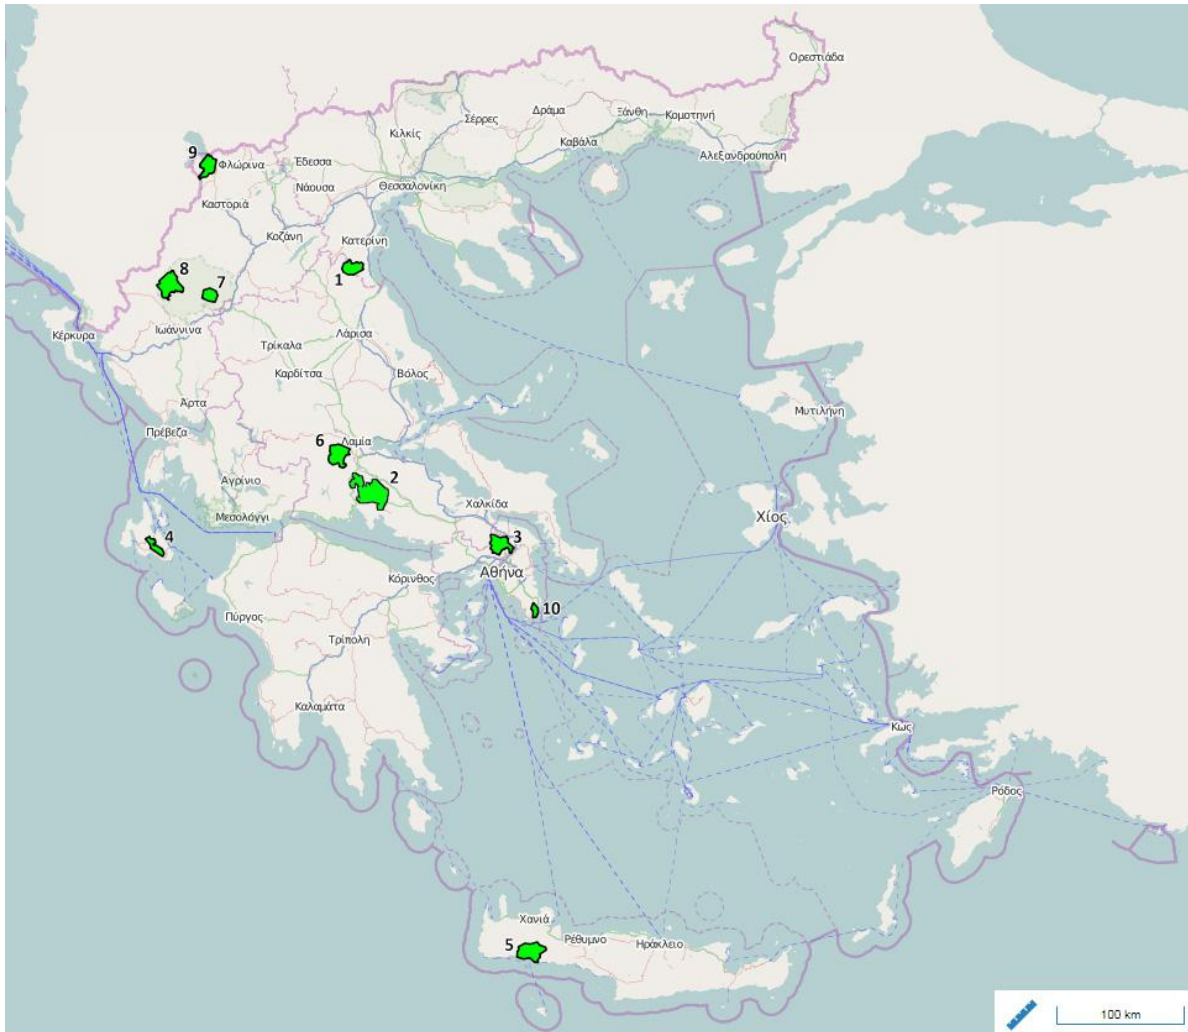 Ορεστιάδα
Δράμα
Ξάνθη
Κομοτηνή
Σέρρες
Κιλκίς
Καβάλα
Αλεξανδρούπολη
9
Φλώρινα
Έδεσσα
Νάουσα
Θεσσαλονίκη
Καστοριά
Κοζάνη
Κατερίνη
1
8
7
Κέρκυρα
Ιωάννινα
Λάρισα
Τρίκαλα
Καρδίτσα
Βόλος
Άρτα
Μυτιλήνη
Πρέβεζα
6
Λαμία
2
Αγρίνιο
Χαλκίδα
Μεσολόγγι
Χίος
4
3
Αθήνα
Κόρινθος
10
Πύργος
Τρίπολη
Καλαμάτα
Κως
Ρόδος
Χανιά
5
Ρέθυμνο
Ηράκλειο
100 km